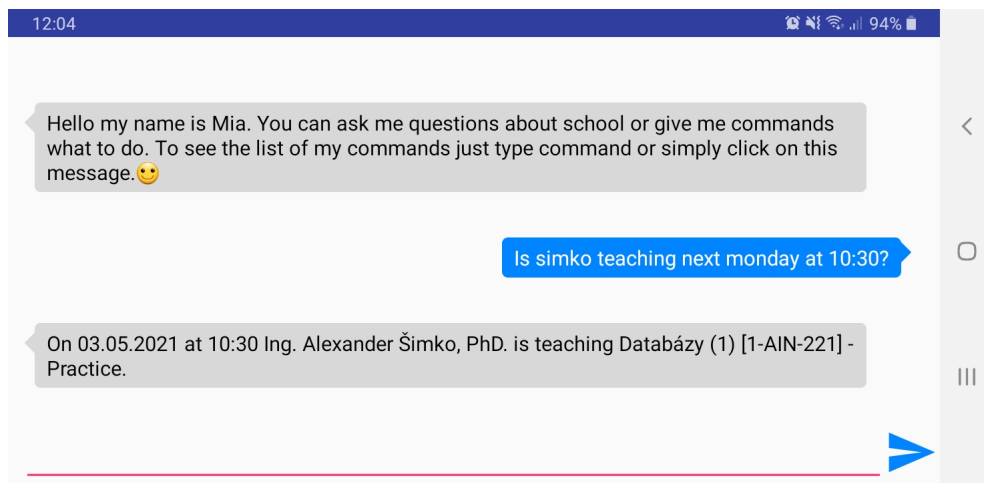 12:04 94%
Hello my name is Mia. You can ask me questions about school or give me commands
what to do. To see the list of my commands just type command or simply click on this
message.🙂
Is simko teaching next monday at 10:30?
On 03.05.2021 at 10:30 Ing. Alexander Šimko, PhD. is teaching Databázy (1) [1-AIN-221] -
Practice.